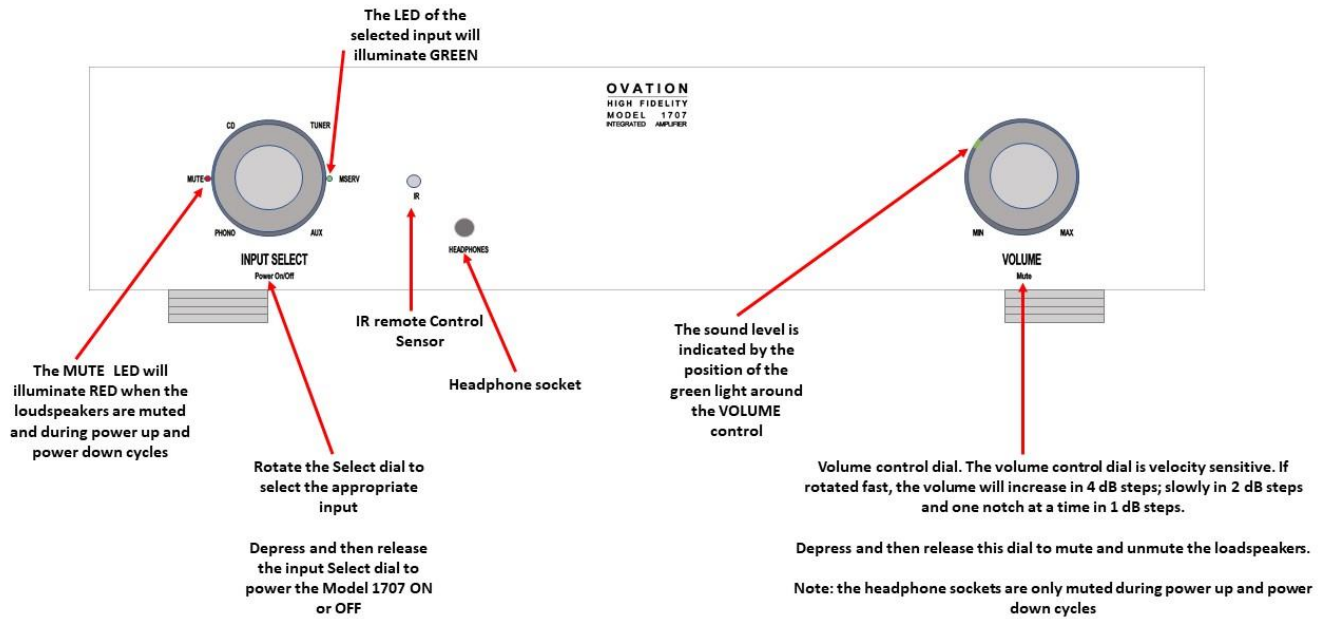 The LED of the
selected input will
illuminate GREEN
OVATION
HIGH FIDELITY
MODEL 1707
INTEGRATED AMPLIFIER
CD
TUNER
MUTE
MSERV
PHONO
AUX
INPUT SELECT
Power On/Off
IR
HEADPHONES
MIN
MAX
VOLUME
Mute
The MUTE LED will
illuminate RED when the
loudspeakers are muted
and during power up and
power down cycles
Rotate the Select dial to
select the appropriate
input
Depress and then release
the input Select dial to
power the Model 1707 ON
or OFF
IR remote Control
Sensor
Headphone socket
The sound level is
indicated by the
position of the
green light around
the VOLUME
control
Volume control dial. The volume control dial is velocity sensitive. If
rotated fast, the volume will increase in 4 dB steps; slowly in 2 dB steps
and one notch at a time in 1 dB steps.
Depress and then release this dial to mute and unmute the loadspeakers.
Note: the headphone sockets are only muted during power up and power
down cycles